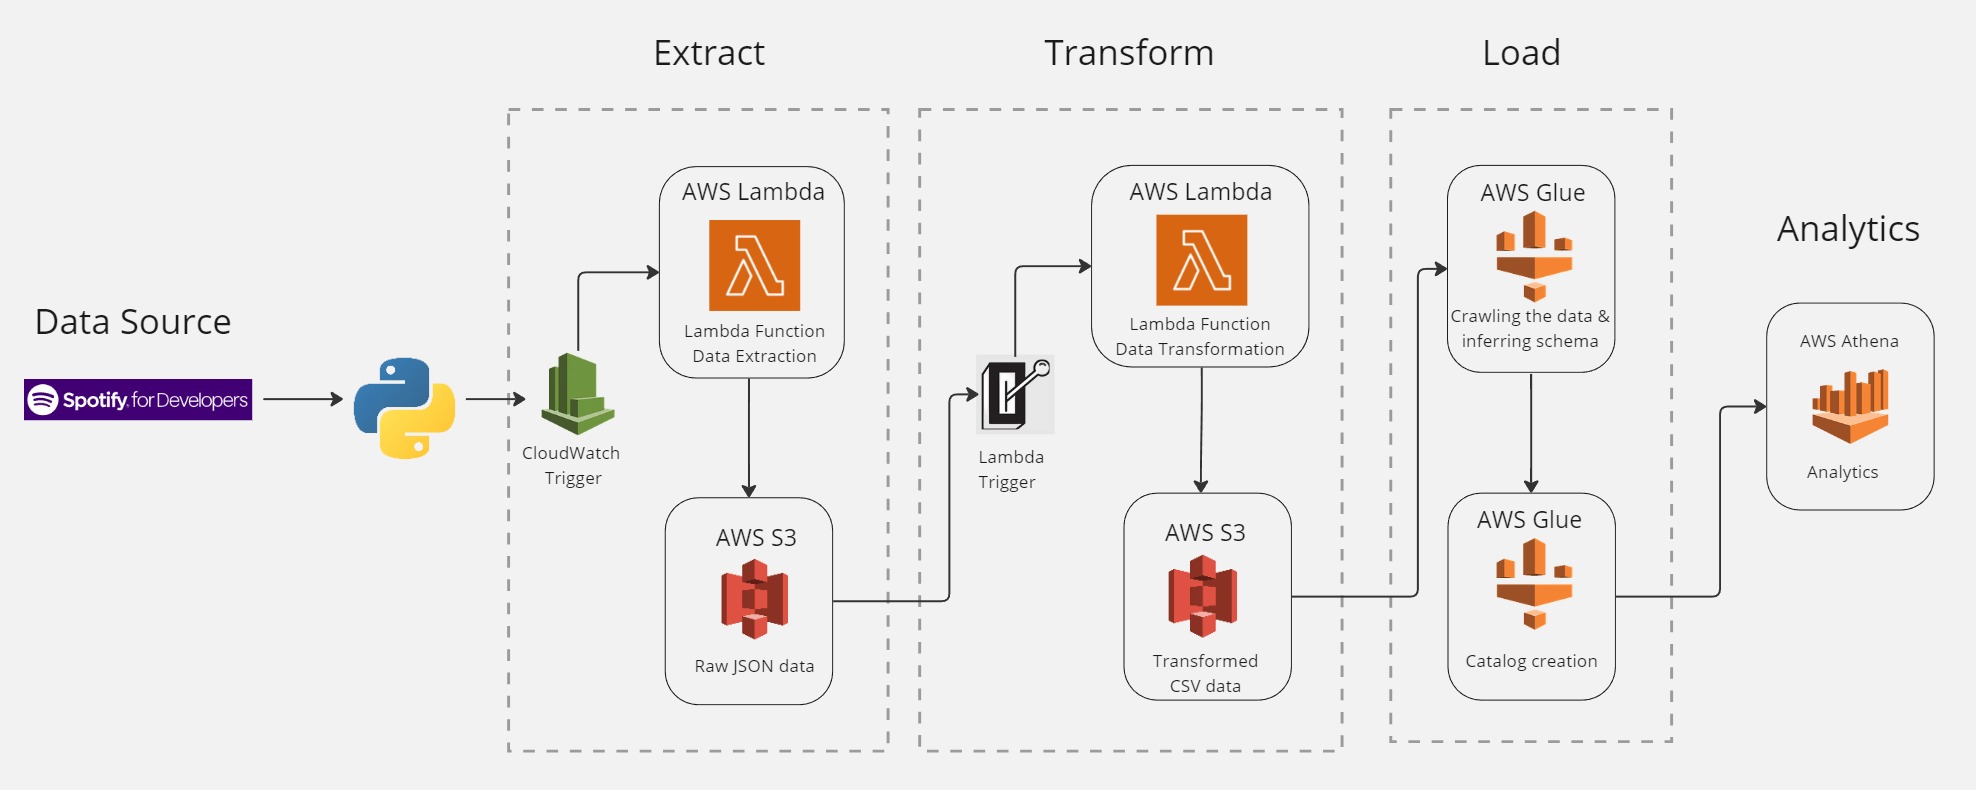 Extract
Transform
Load
Data Source
Spotify for Developers
CloudWatch
Trigger
AWS Lambda
Lambda Function
Data Extraction
AWS S3
Raw JSON data
Lambda
Trigger
AWS Lambda
Lambda Function
Data Transformation
AWS S3
Transformed
CSV data
AWS Glue
Crawling the data &
inferring schema
AWS Glue
Catalog creation
Analytics
AWS Athena
Analytics